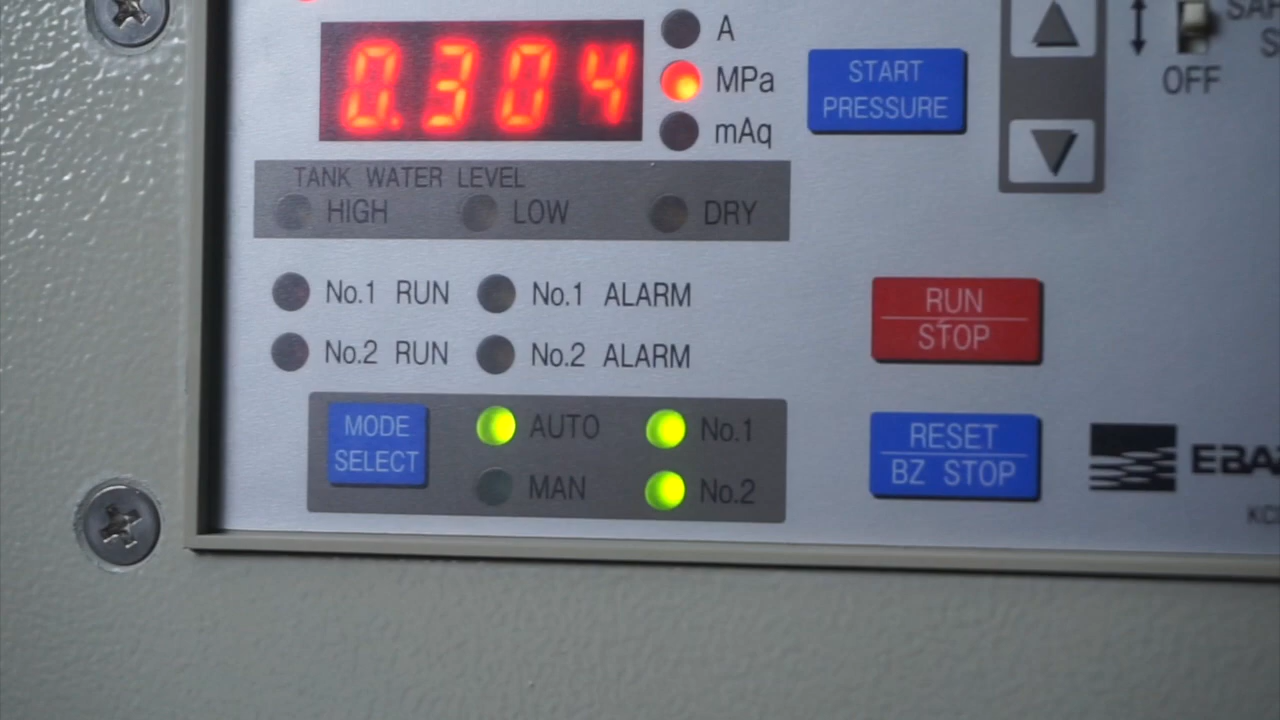 0.304
A
MPa
mAq
START
PRESSURE
OFF
TANK WATER LEVEL
HIGH
LOW
DRY
No.1 RUN
No.1 ALARM
No.2 RUN
No.2 ALARM
RUN
STOP
MODE
SELECT
AUTO
No.1
MAN
No.2
RESET
BZ STOP